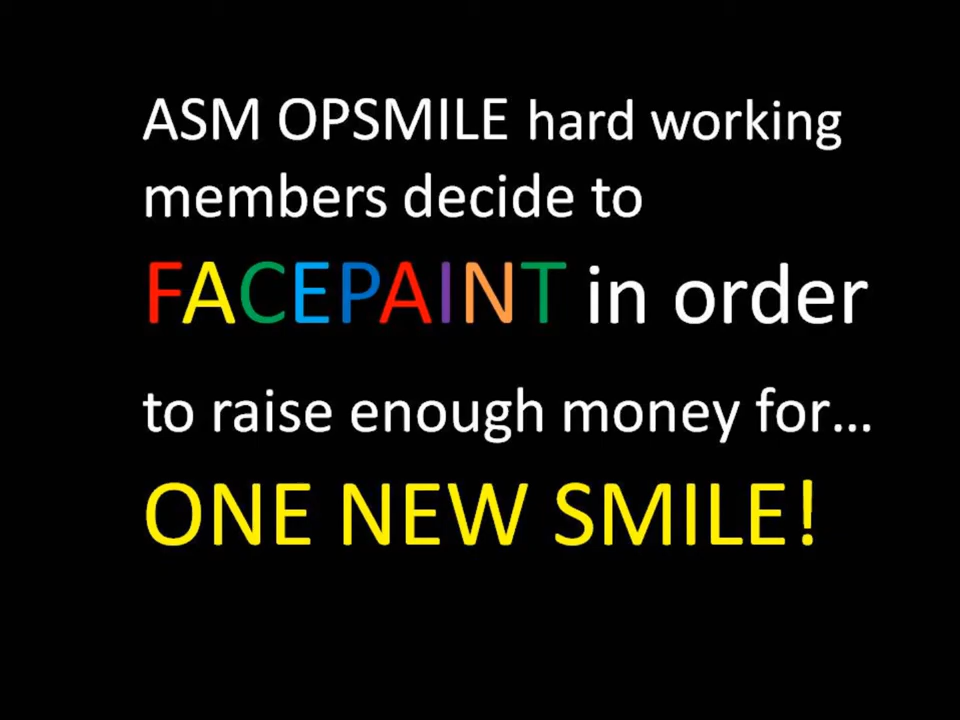 ASM OPSMILE hard working
members decide to
FACEPAINT in order
to raise enough money for...
ONE NEW SMILE!